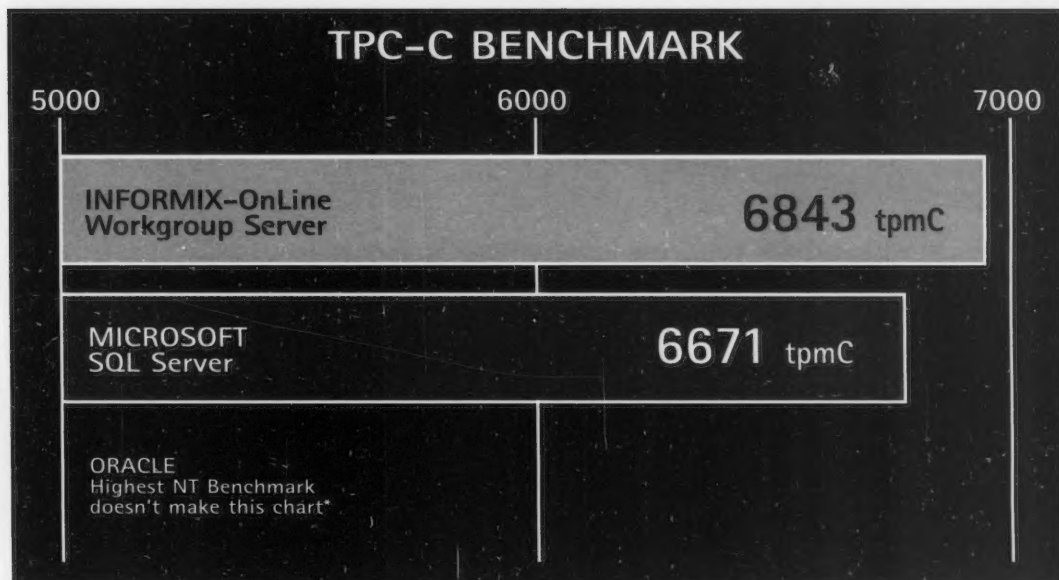 TPC-C BENCHMARK
5000 6000 7000
INFORMIX-OnLine
Workgroup Server
6843 tpmC
MICROSOFT
SQL Server
6671 tpmC
ORACLE
Highest NT Benchmark
doesn't make this chart*